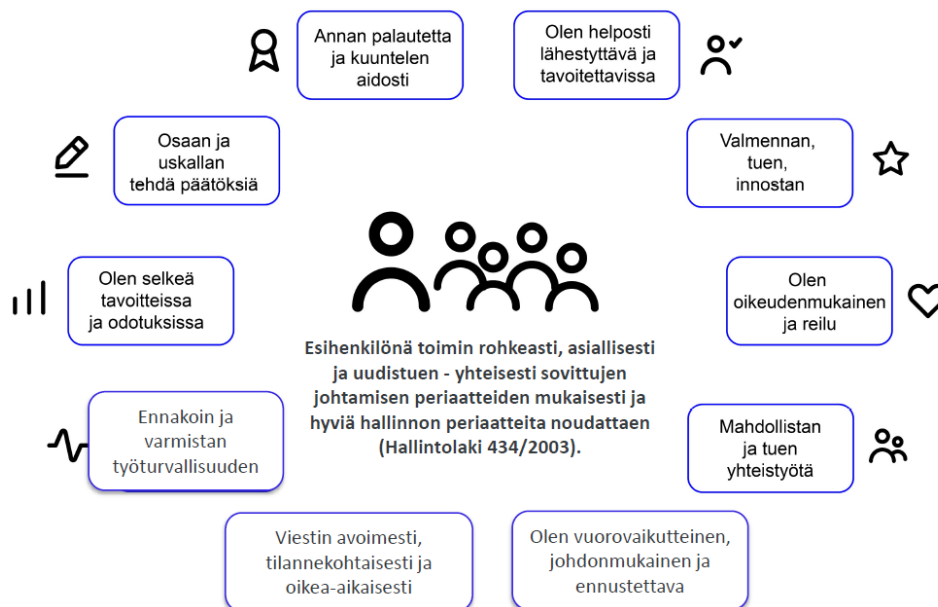 Annan palautetta
ja kuuntelen
aidosti
Olen helposti
lähestyttävä ja
tavoitettavissa
Osaan ja
uskallan
tehdä päätöksiä
Valmennan,
tuen,
innostan
Olen selkeä
tavoitteissa
ja odotuksissa
Olen
oikeudenmukainen
ja reilu
Esihenkilönä toimin rohkeasti, asiallisesti
ja uudistuen - yhteisesti sovittujen
johtamisen periaatteiden mukaisesti ja
hyviä hallinnon periaatteita noudattaen
(Hallintolaki 434/2003).
Ennakoin ja
varmistan
työturvallisuuden
Mahdollistan
ja tuen
yhteistyötä
Viestin avoimesti,
tilannekohtaisesti ja
oikea-aikaisesti
Olen vuorovaikutteinen,
johdonmukainen ja
ennustettava